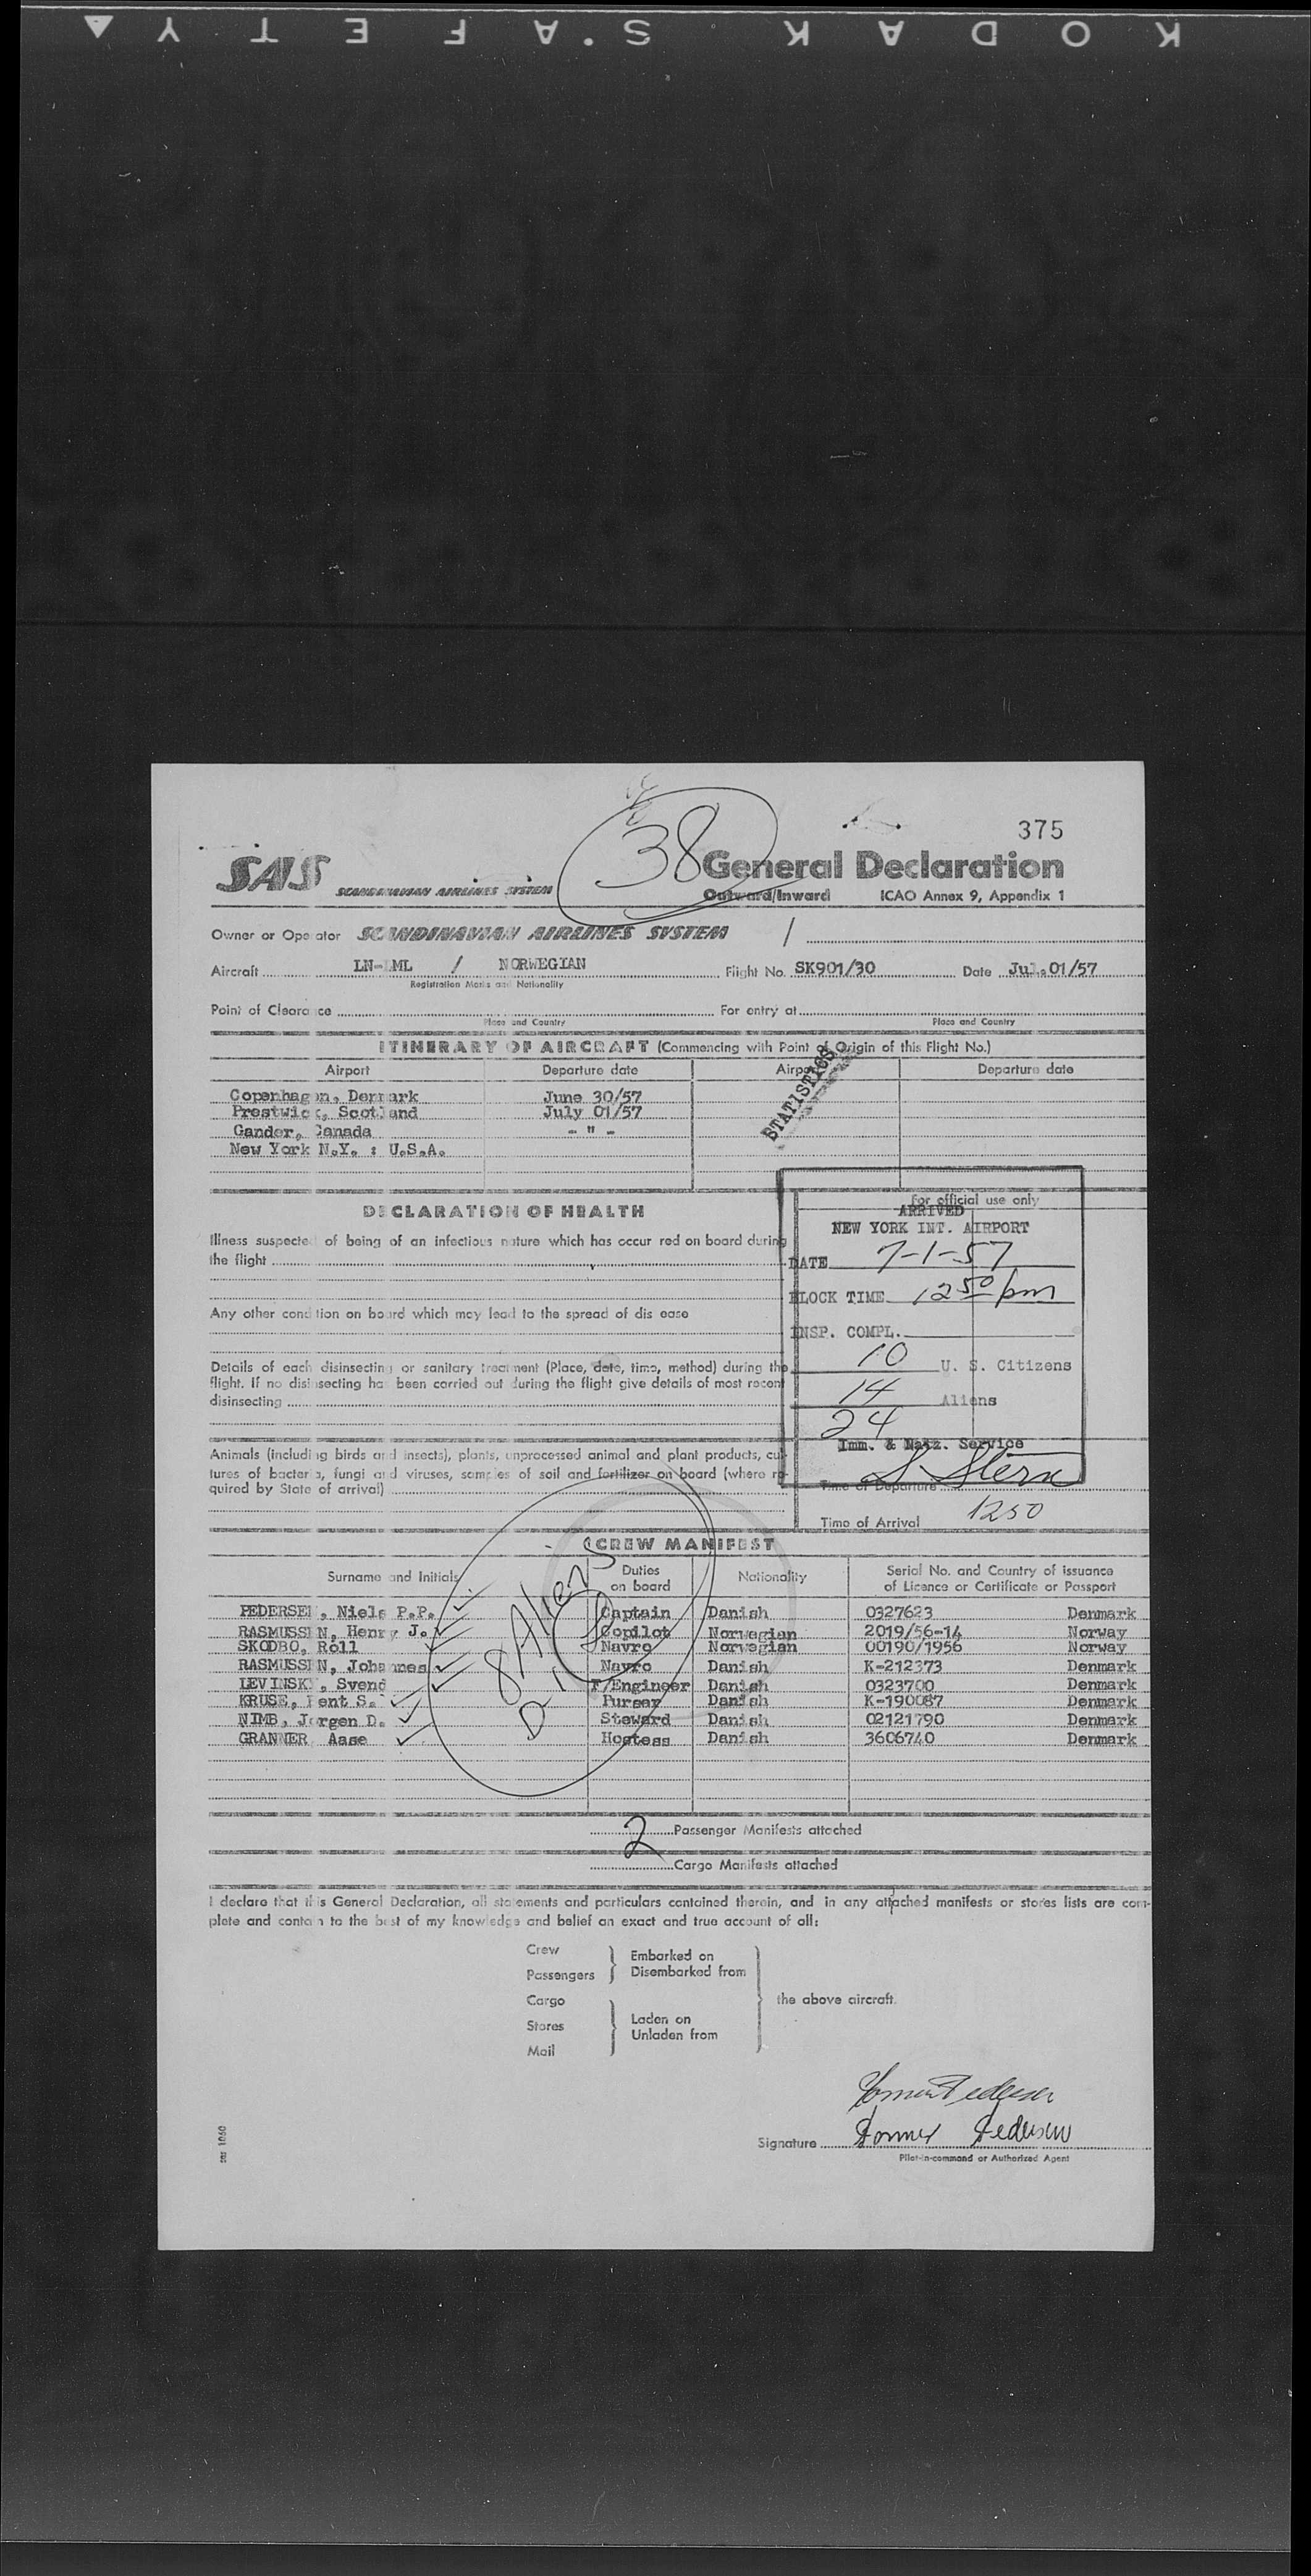 KODAK S.A.FETY
38
375
SAS SCANDINAVIAN AIRLINES SYSTEM
General Declaration
Outward/Inward ICAO Annex 9, Appendix 1
Owner or Operator SCANDINAVIAN AIRLINES SYSTEM /
Aircraft LN-LML / NORWEGIAN Flight No. SK901/30 Date Jul.01/57
Registration Marks and Nationality
Point of Clearance For entry at
Place and Country Place and Country
ITINERARY OF AIRCRAFT (Commencing with Point of Origin of this Flight No.)
Airport Departure date Airport Departure date
STATISTICS
Copenhagen, Denmark June 30/57
Prestwick, Scotland July 01/57
Gander, Canada - " -
New York N.Y. : U.S.A.
DECLARATION OF HEALTH
Illness suspected of being of an infectious nature which has occurred on board during
the flight
Any other condition on board which may lead to the spread of disease
Details of each disinsecting or sanitary treatment (Place, date, time, method) during the
flight. If no disinsecting has been carried out during the flight give details of most recent
disinsecting
Animals (including birds and insects), plants, unprocessed animal and plant products, cul-
tures of bacteria, fungi and viruses, samples of soil and fertilizer on board (where re-
quired by State of arrival)
For official use only
ARRIVED
NEW YORK INT. AIRPORT
DATE 7-1-57
BLOCK TIME 12 50 pm
INSP. COMPL.
10 U. S. Citizens
14 Aliens
24
Imm. & Natz. Service
S. Stern
Time of Departure
Time of Arrival 1250
CREW MANIFEST
Surname and Initials Duties on board Nationality Serial No. and Country of issuance of Licence or Certificate or Passport
8 Aliens
D1
PEDERSEN, Niels P.P. Captain Danish 0327623 Denmark
RASMUSSEN, Henry J. Copilot Norwegian 2019/56-14 Norway
SKODBO, Roll Navro Norwegian 00190/1956 Norway
RASMUSSEN, Johannes Navro Danish K-212373 Denmark
LEVINSKY, Svend F/Engineer Danish 0323700 Denmark
KRUSE, Bent S. Purser Danish K-190087 Denmark
NIMB, Jorgen D. Steward Danish 02121790 Denmark
GRANNER Aase Hostess Danish 3606740 Denmark
2 Passenger Manifests attached
Cargo Manifests attached
I declare that this General Declaration, all statements and particulars contained therein, and in any attached manifests or stores lists are com-
plete and contain to the best of my knowledge and belief an exact and true account of all:
Crew
Passengers
Embarked on
Disembarked from
Cargo
Stores
Mail
Laden on
Unladen from
the above aircraft.
Pedersen
Signature Pedersen
Pilot-in-command or Authorized Agent